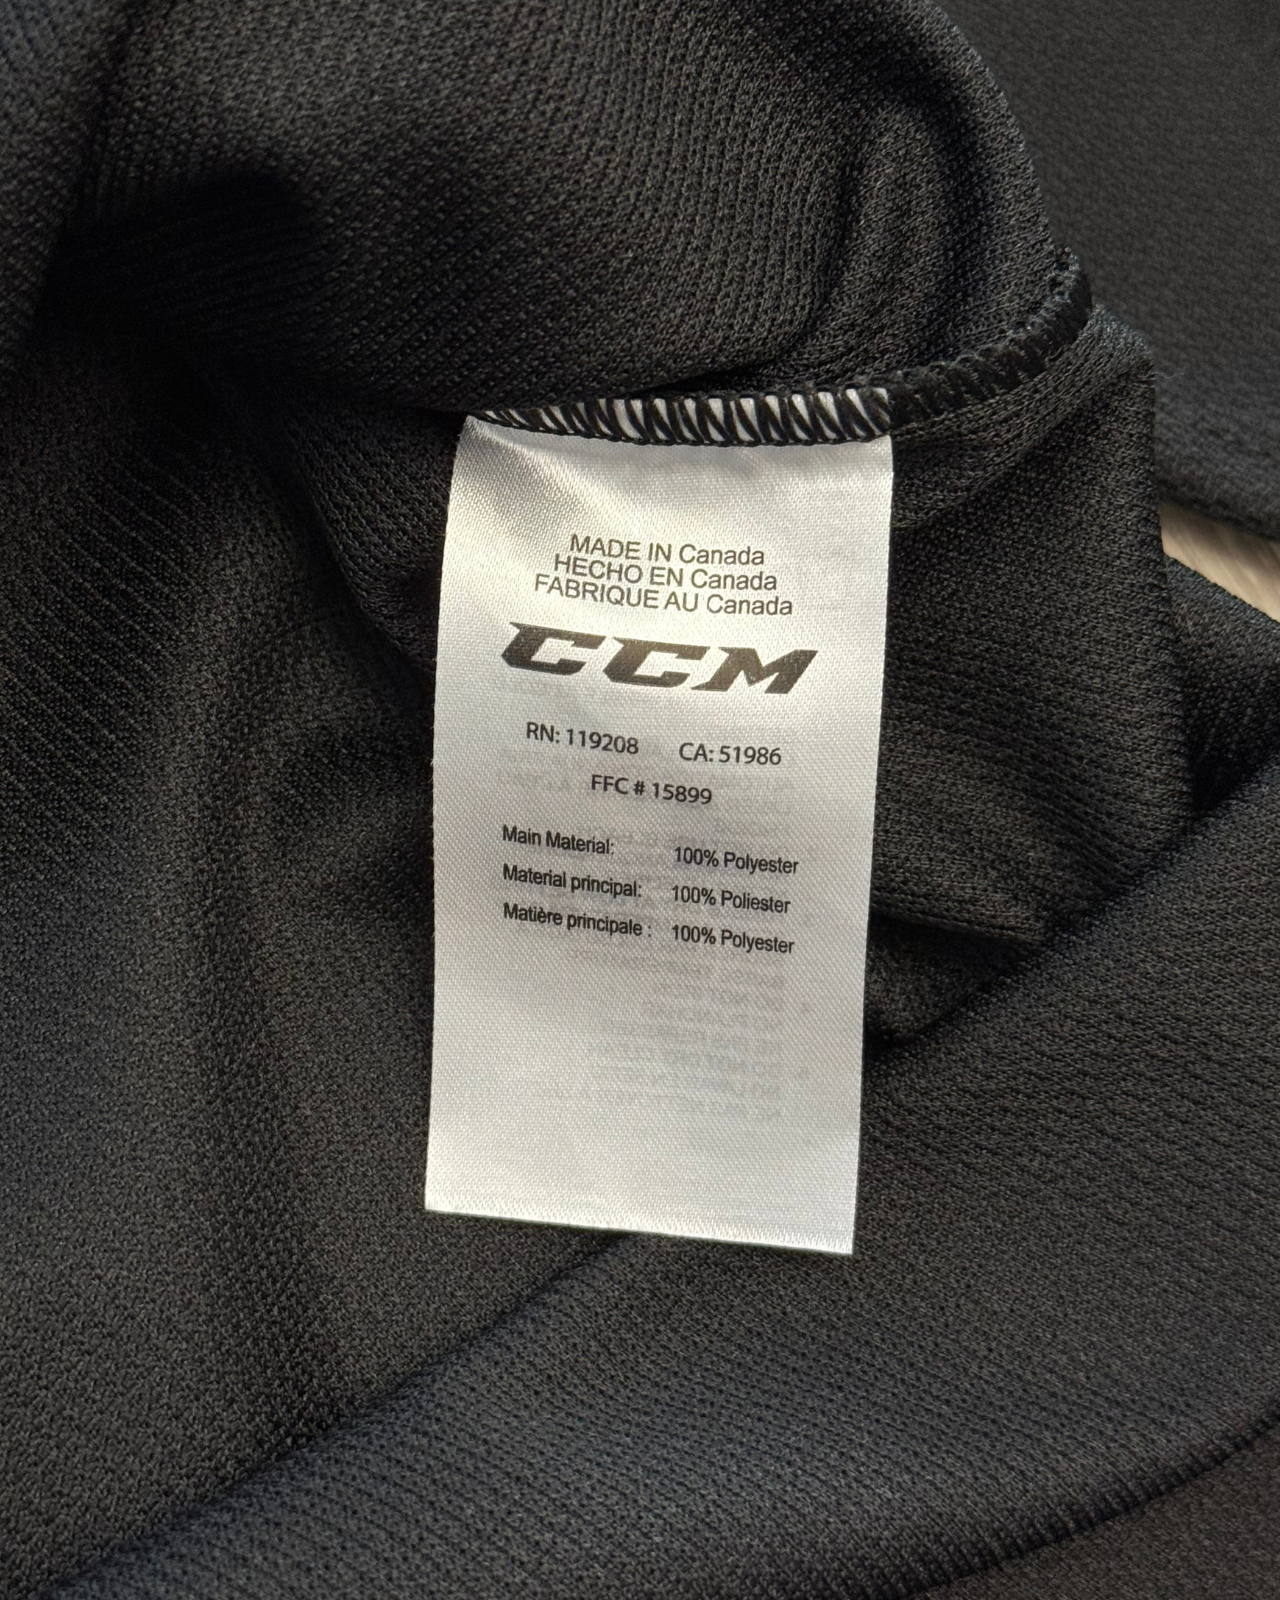 MADE IN Canada
HECHO EN Canada
FABRIQUE AU Canada
CCM
RN: 119208 CA: 51986
FFC # 15899
Main Material: 100% Polyester
Material principal: 100% Poliester
Matière principale : 100% Polyester